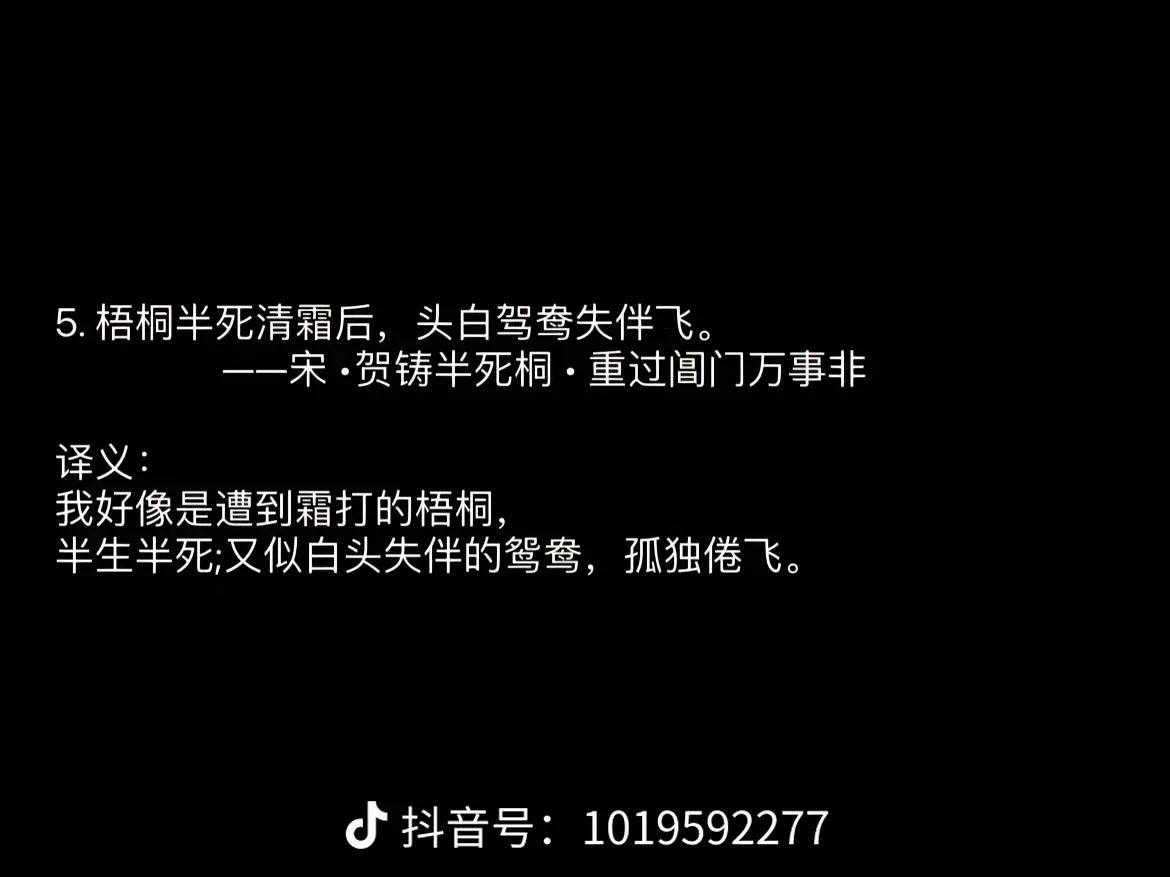 5. 梧桐半死清霜后，头白驾鸯失伴飞。
——宋 •贺铸半死桐 • 重过阊门万事非
译义：
我好像是遭到霜打的梧桐，
半生半死;又似白头失伴的鸳鸯，孤独倦飞。
抖音号：1019592277